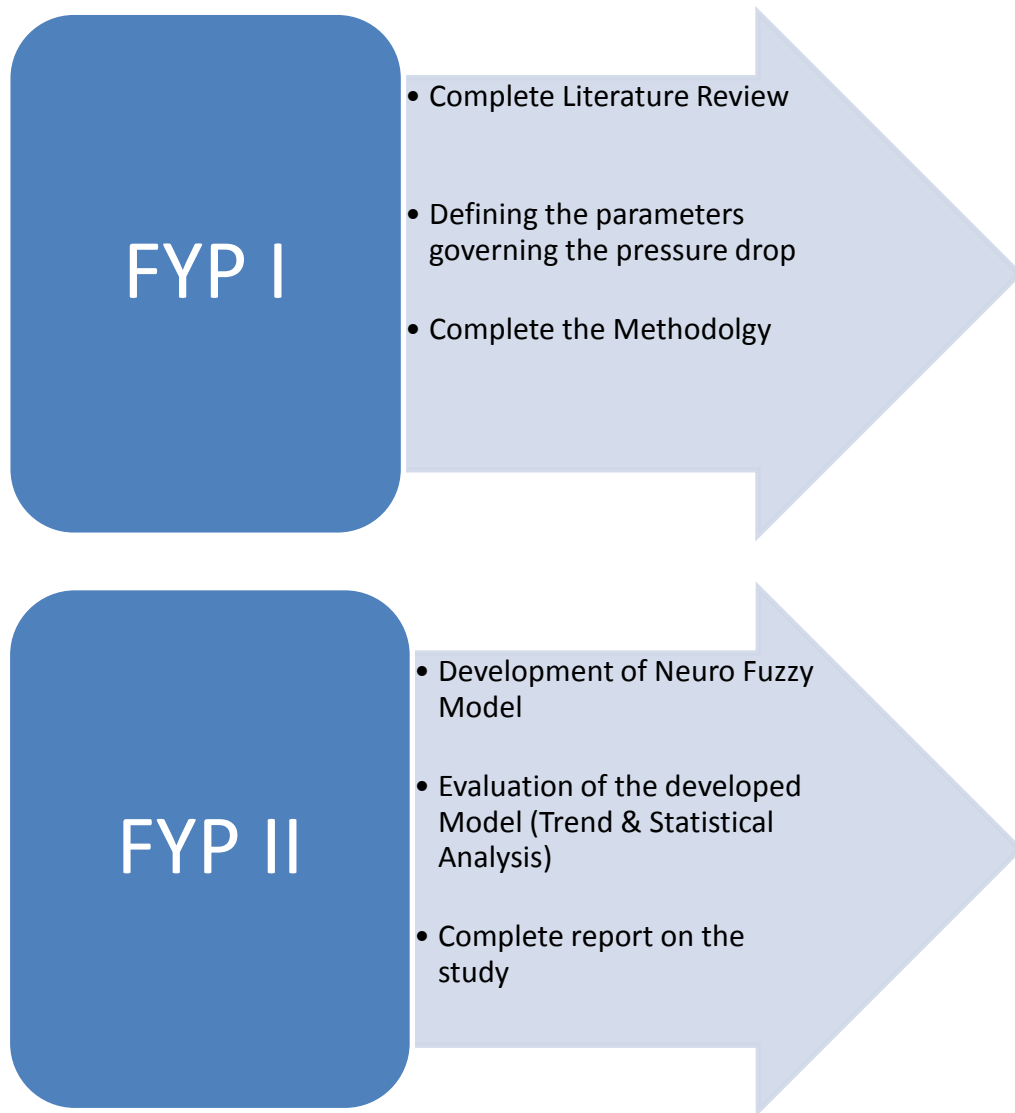 FYP I
• Complete Literature Review
• Defining the parameters
governing the pressure drop
• Complete the Methodolgy
FYP II
• Development of Neuro Fuzzy
Model
• Evaluation of the developed
Model (Trend & Statistical
Analysis)
• Complete report on the
study